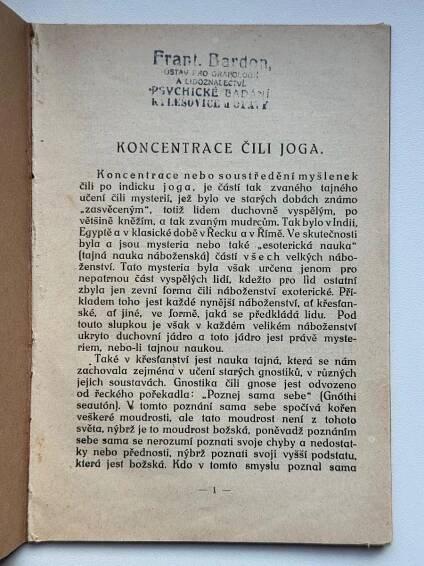 Frant. Bardon,
ÚSTAV PRO GRAFOLOGII
A LIDOZNALECTVÍ.
PSYCHICKÉ BÁDÁNÍ
KYLEŠOVICE u OPAVY
KONCENTRACE ČILI JOGA.
Koncentrace nebo soustředění myšlenek
čili po indicku joga, je částí tak zvaného tajného
učení čili mysterií, jež bylo ve starých dobách známo
„zasvěceným“, totiž lidem duchovně vyspělým, po
většině kněžím, a tak zvaným mudrcům. Tak bylo v Indii,
Egyptě a v klasické době v Řecku a v Římě. Ve skutečnosti
byla a jsou mysteria nebo také „esoterická nauka“
(tajná nauka náboženská) částí všech velkých nábo-
ženství. Tato mysteria byla však určena jenom pro
nepatrnou část vyspělých lidí, kdežto pro lid ostatní
zbyla jen zevní forma čili náboženství exoterické. Pří-
kladem toho jest každé nynější náboženství, ať křesťan-
ské, ať jiné, ve formě, jaká se předkládá lidu. Pod
touto slupkou je však v každém velikém náboženství
ukryto duchovní jádro a toto jádro jest právě myste-
riem, nebo-li tajnou naukou.
Také v křesťanství jest nauka tajná, která se nám
zachovala zejména v učení starých gnostiků, v různých
jejich soustavách. Gnostika čili gnose jest odvozeno
od řeckého pořekadla: „Poznej sama sebe“ (Gnóthi
seautón). V tomto poznání sama sebe spočívá kořen
veškeré moudrosti, ale tato moudrost není z tohoto
světa, nýbrž je to moudrost božská, poněvadž poznáním
sebe sama se nerozumí poznati svoje chyby a nedostat-
ky nebo přednosti, nýbrž poznati svoji vyšší podstatu,
která jest božská. Kdo v tomto smyslu poznal sama
— 1 —